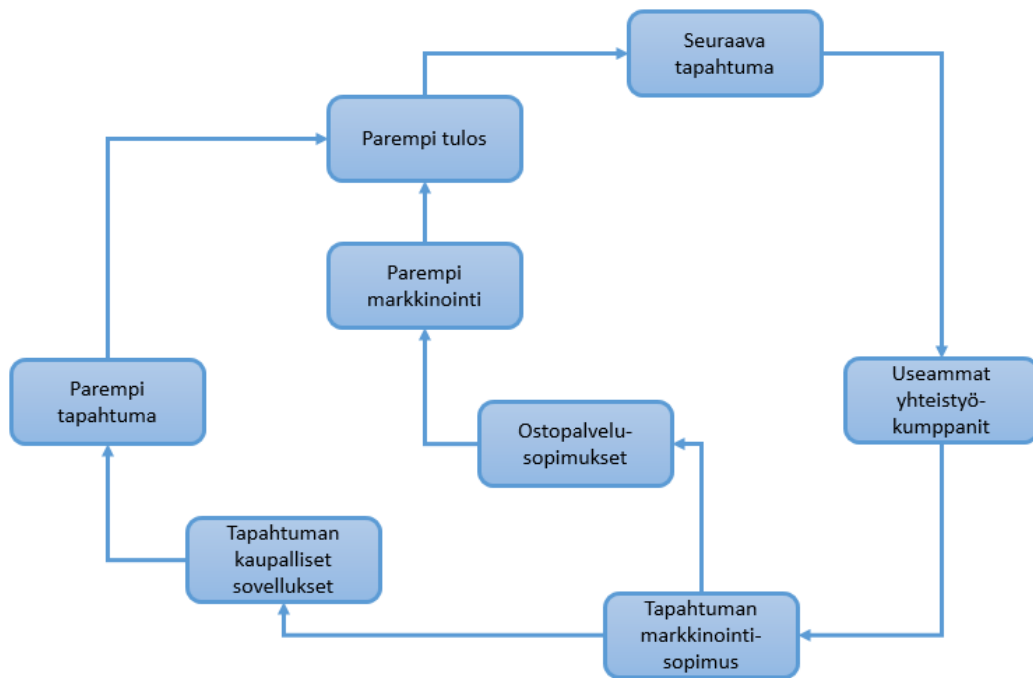 Seuraava
tapahtuma
Parempi tulos
Parempi
markkinointi
Parempi
tapahtuma
Useammat
yhteistyö-
kumppanit
Ostopalvelu-
sopimukset
Tapahtuman
kaupalliset
sovellukset
Tapahtuman
markkinointi-
sopimus